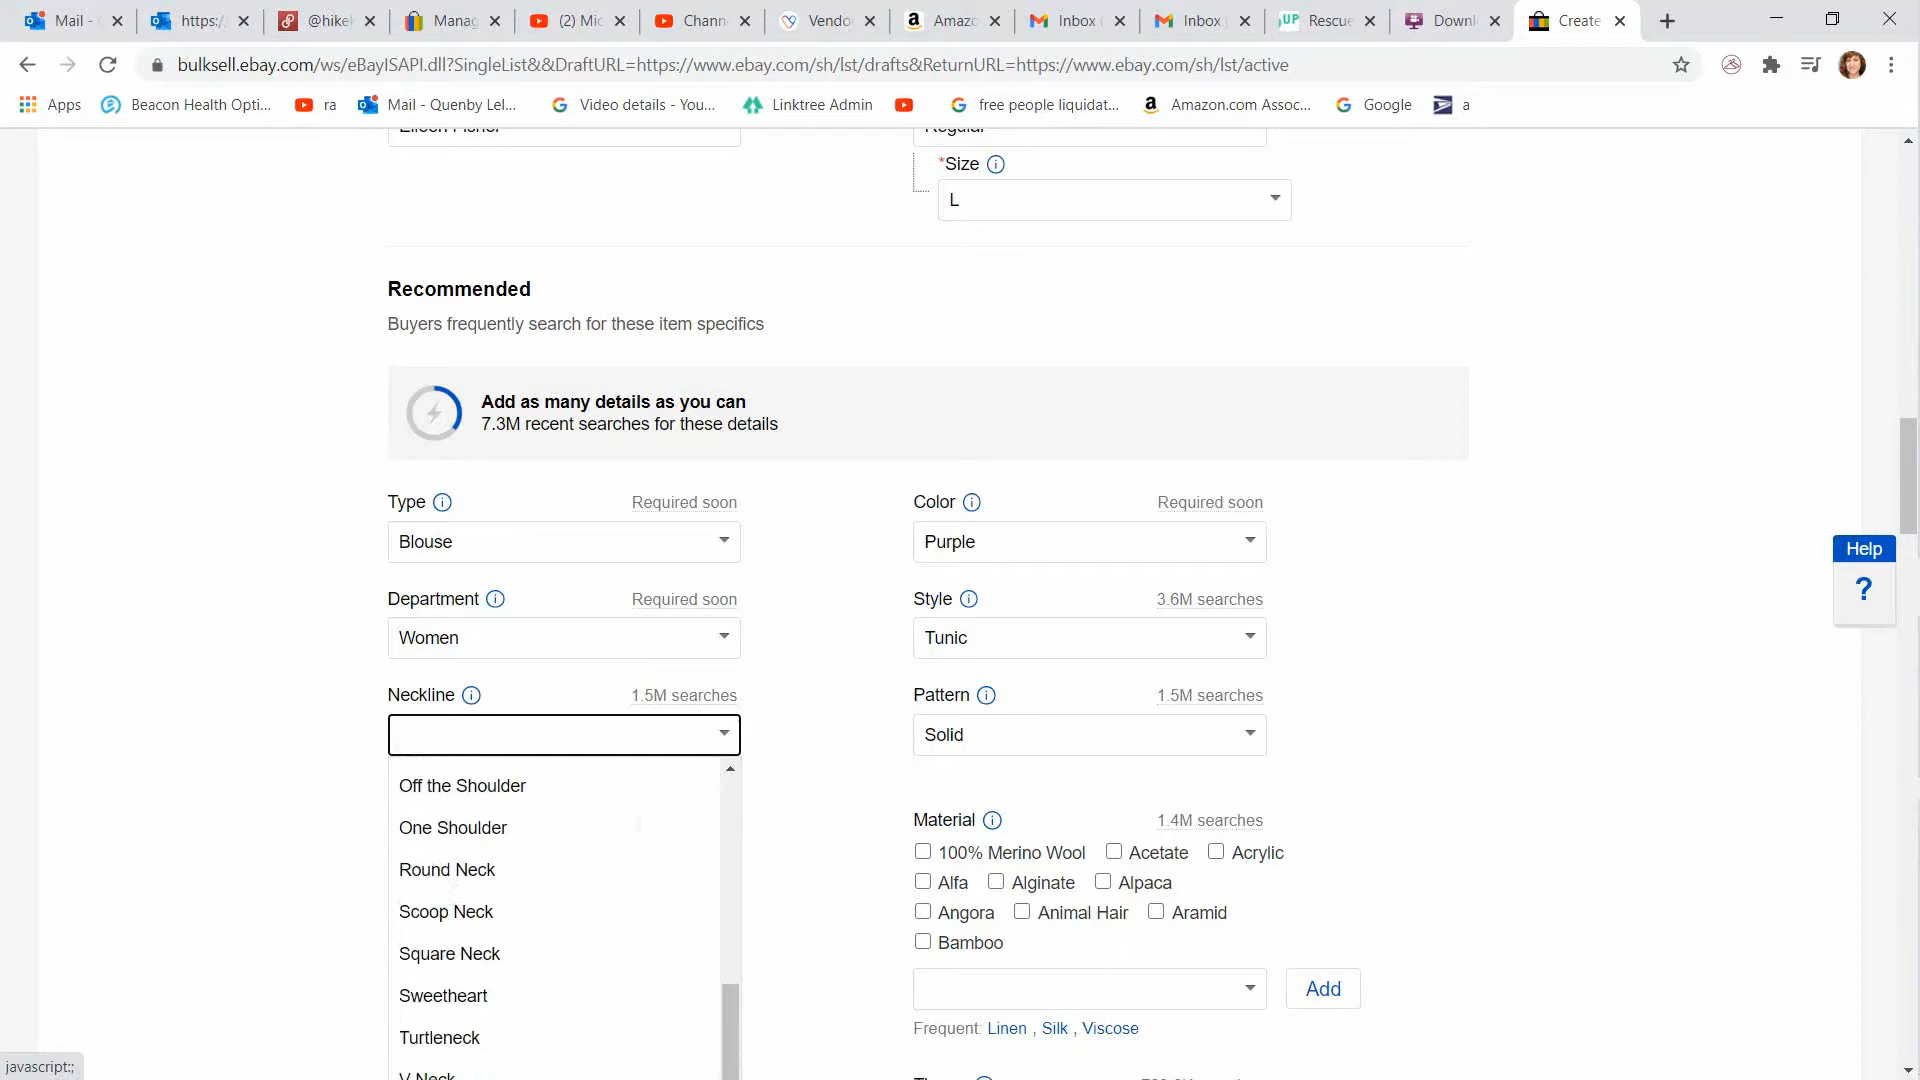 Mail - 
https:/
@hikel
Manag
(2) Mic
Chann
Vendo
Amazo
Inbox (
Inbox
Rescue
Downl
Create
bulksell.ebay.com/ws/eBayISAPI.dll?SingleList&&DraftURL=https://www.ebay.com/sh/lst/drafts&ReturnURL=https://www.ebay.com/sh/lst/active
Apps
Beacon Health Opti...
ra
Mail - Quenby Lel...
Video details - You...
Linktree Admin
free people liquidat...
Amazon.com Assoc...
Google
a
Eileen Fisher
Regular
*Size
L
Recommended
Buyers frequently search for these item specifics
Add as many details as you can
7.3M recent searches for these details
Type Required soon
Blouse
Color Required soon
Purple
Department Required soon
Women
Style 3.6M searches
Tunic
Neckline 1.5M searches
Pattern 1.5M searches
Solid
Off the Shoulder
One Shoulder
Round Neck
Scoop Neck
Square Neck
Sweetheart
Turtleneck
V Neck
Material 1.4M searches
100% Merino Wool Acetate Acrylic
Alfa Alginate Alpaca
Angora Animal Hair Aramid
Bamboo
Add
Frequent: Linen , Silk , Viscose
Help
?
javascript:;